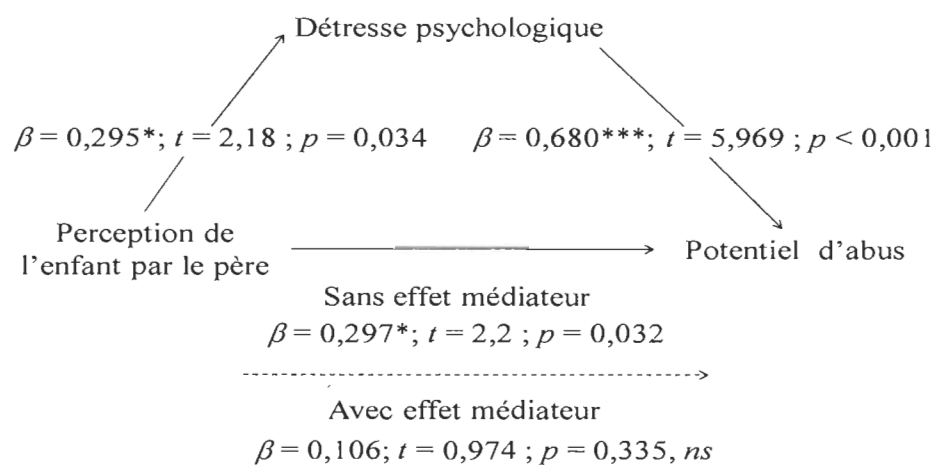 Détresse psychologique
β = 0,295*; t = 2,18 ; p = 0,034
β = 0,680***; t = 5,969 ; p < 0,001
Perception de
l'enfant par le père
Potentiel d'abus
Sans effet médiateur
β = 0,297*; t = 2,2 ; p = 0,032
Avec effet médiateur
β = 0,106; t = 0,974 ; p = 0,335, ns